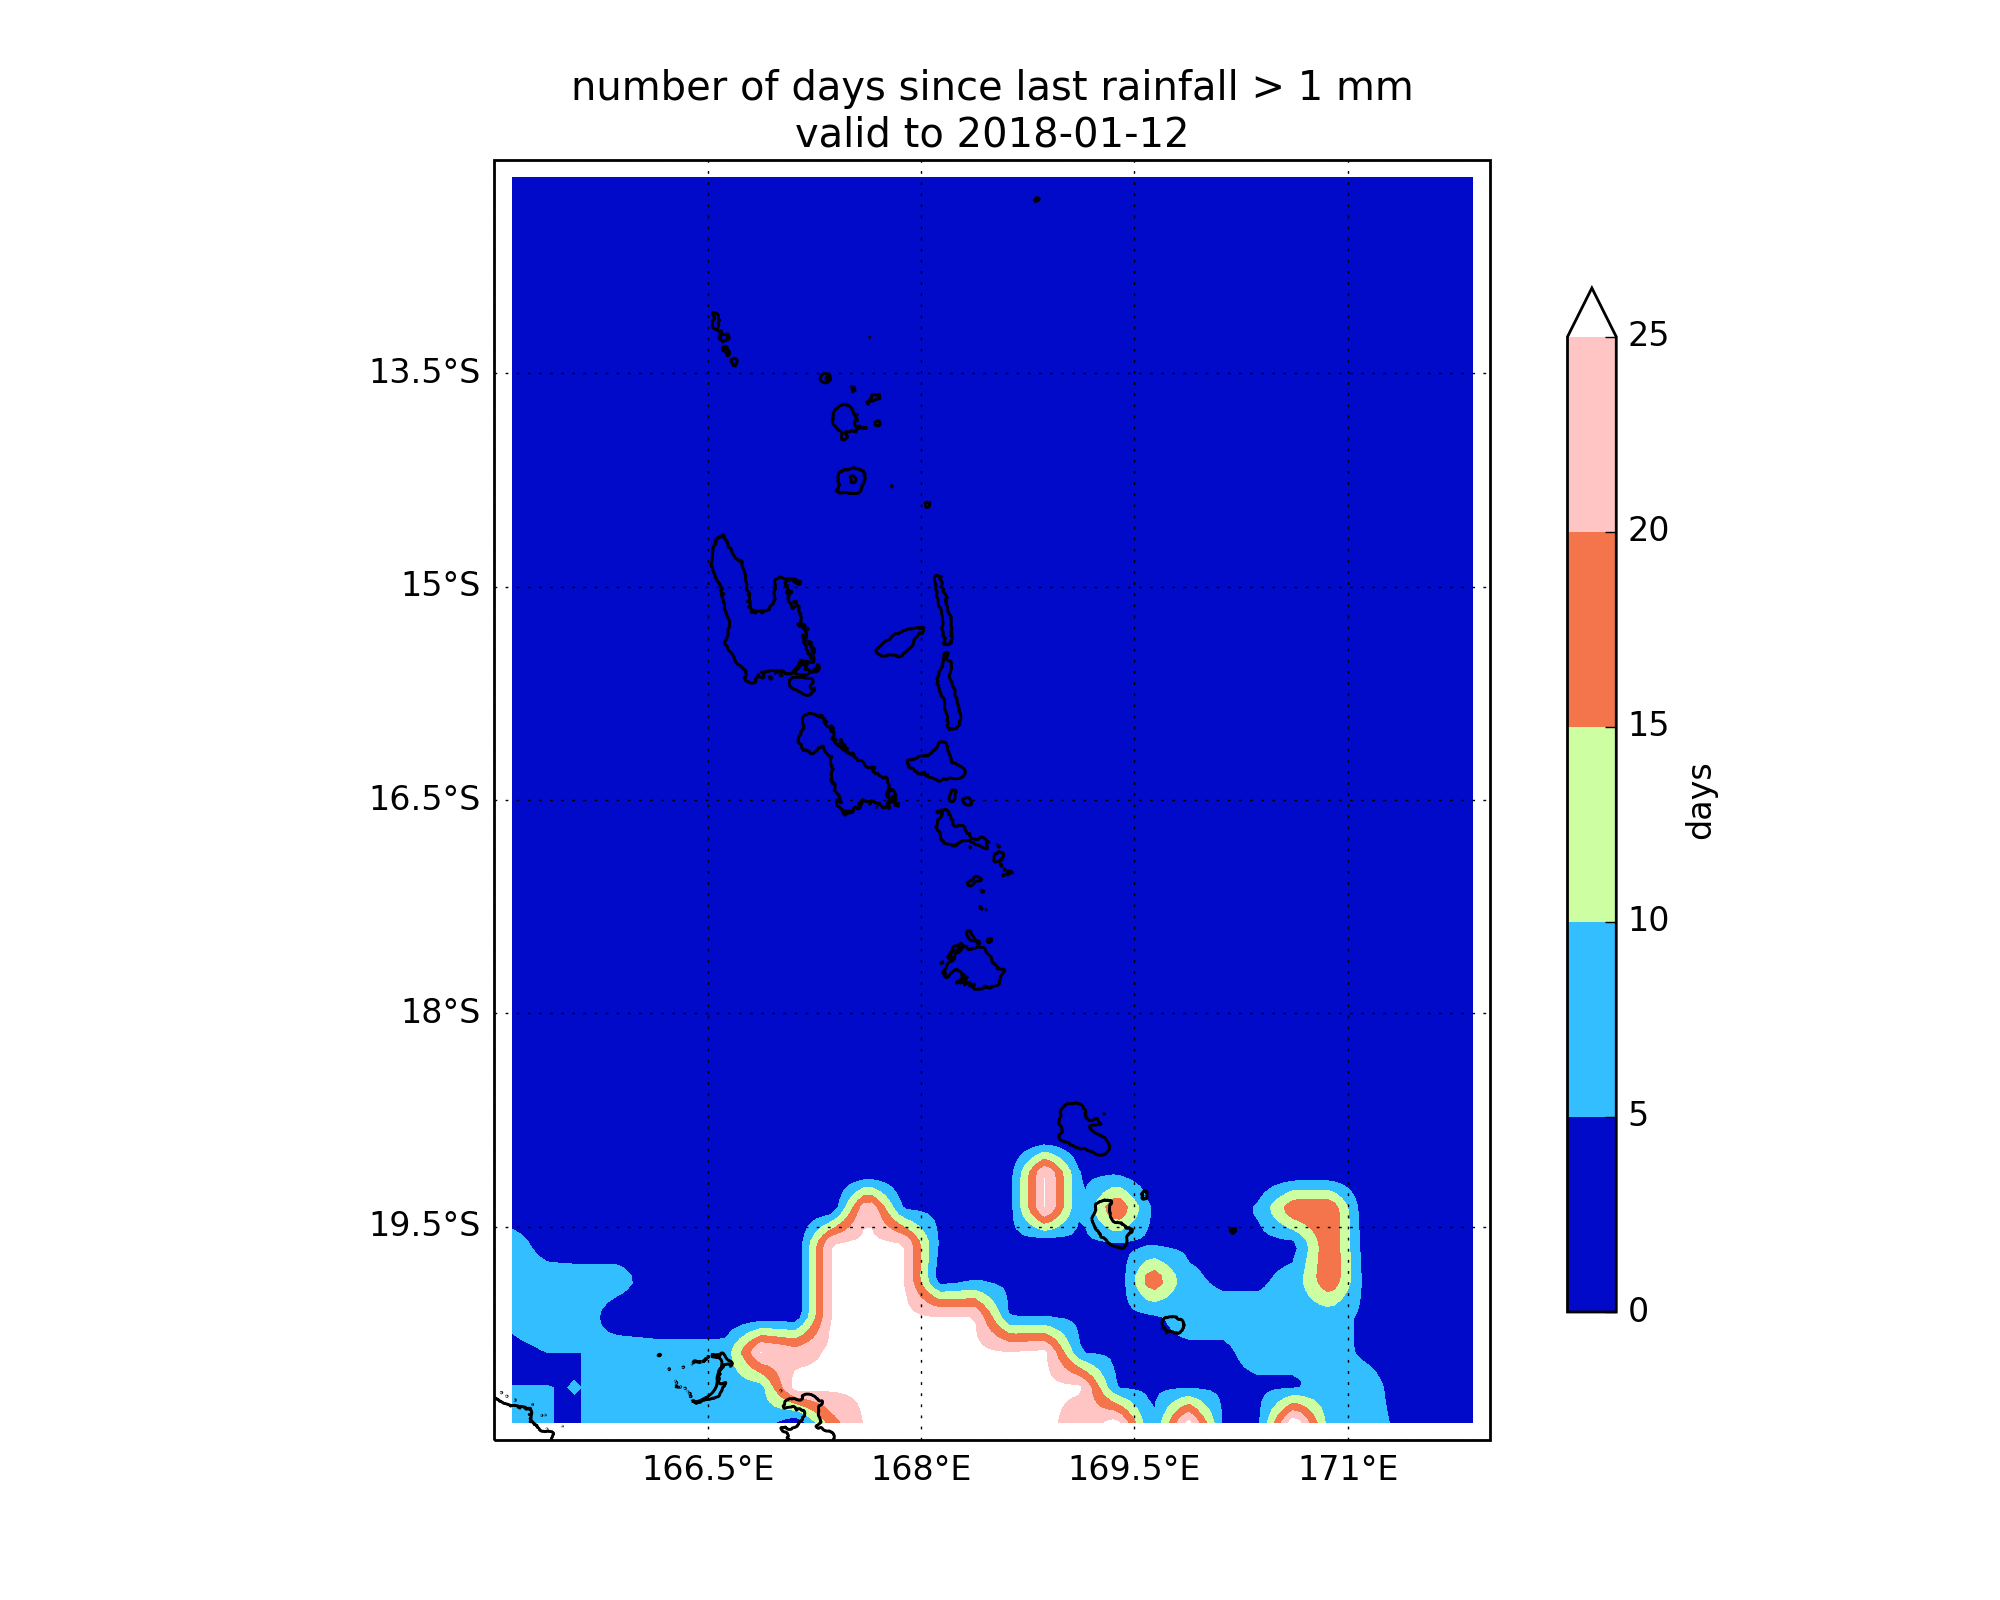 number of days since last rainfall > 1 mm
valid to 2018-01-12
13.5°S
15°S
16.5°S
18°S
19.5°S
166.5°E
168°E
169.5°E
171°E
25
20
15
10
5
0
days